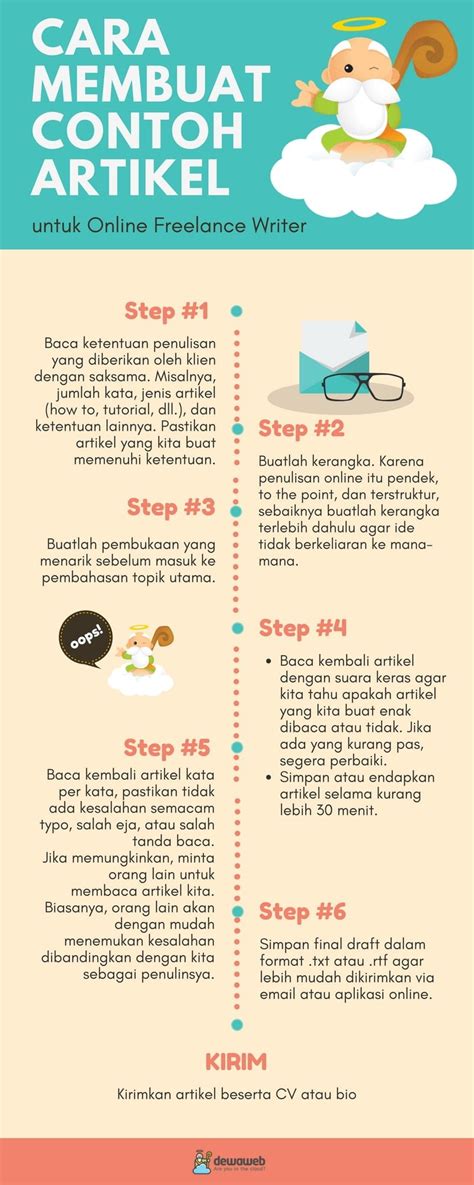 CARA
MEMBUAT
CONTOH
ARTIKEL
untuk Online Freelance Writer
Step #1
Baca ketentuan penulisan
yang diberikan oleh klien
dengan saksama. Misalnya,
jumlah kata, jenis artikel
(how to, tutorial, dll.), dan
ketentuan lainnya. Pastikan
artikel yang kita buat
memenuhi ketentuan.
Step #2
Buatlah kerangka. Karena
penulisan online itu pendek,
to the point, dan terstruktur,
sebaiknya buatlah kerangka
terlebih dahulu agar ide
tidak berkeliaran ke mana-
mana.
Step #3
Buatlah pembukaan yang
menarik sebelum masuk ke
pembahasan topik utama.
oops!
Step #4
• Baca kembali artikel
dengan suara keras agar
kita tahu apakah artikel
yang kita buat enak
dibaca atau tidak. Jika
ada yang kurang pas,
segera perbaiki.
• Simpan atau endapkan
artikel selama kurang
lebih 30 menit.
Step #5
Baca kembali artikel kata
per kata, pastikan tidak
ada kesalahan semacam
typo, salah eja, atau salah
tanda baca.
Jika memungkinkan, minta
orang lain untuk
membaca artikel kita.
Biasanya, orang lain akan
dengan mudah
menemukan kesalahan
dibandingkan dengan kita
sebagai penulinsya.
Step #6
Simpan final draft dalam
format .txt atau .rtf agar
lebih mudah dikirimkan via
email atau aplikasi online.
KIRIM
Kirimkan artikel beserta CV atau bio
dewaweb
Are you in the cloud?